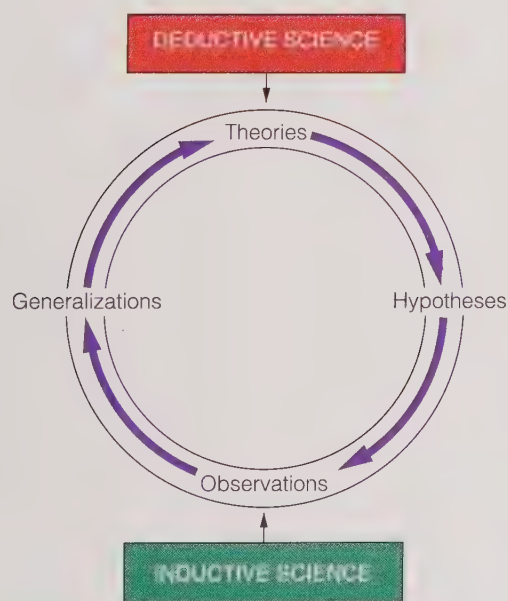 DEDUCTIVE SCIENCE
Theories
Generalizations
Hypotheses
Observations
INDUCTIVE SCIENCE